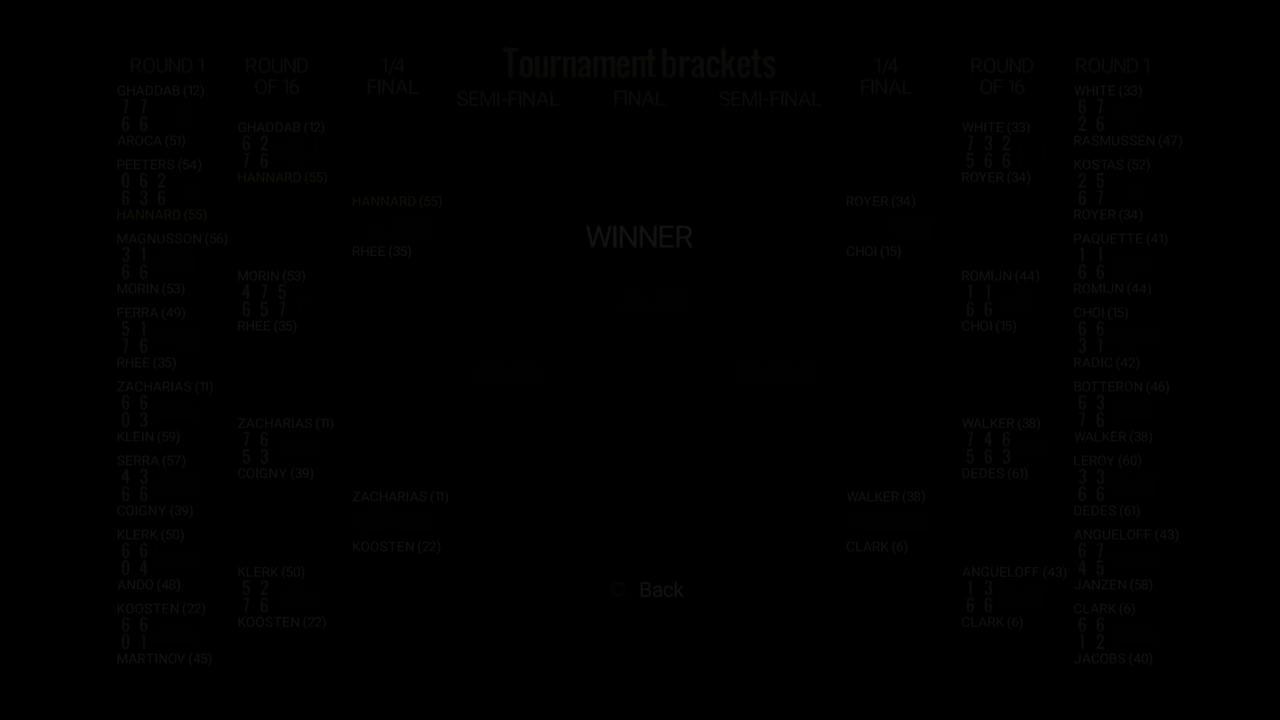 Tournament brackets
ROUND 1
GHADDAB (12)
7 7
6 6
AROCA (51)
PEETERS (54)
0 6 2
6 3 6
HANNARD (55)
MAGNUSSON (56)
3 1
6 6
MORIN (53)
FERRA (49)
5 1
7 6
RHEE (35)
ZACHARIAS (11)
6 6
0 3
KLEIN (59)
SERRA (57)
4 3
6 6
COIGNY (39)
KLERK (50)
6 6
0 4
ANDO (48)
KOOSTEN (22)
6 6
0 1
MARTINOV (45)
ROUND
OF 16
GHADDAB (12)
6 2
7 6
HANNARD (55)
MORIN (53)
4 7 5
6 5 7
RHEE (35)
ZACHARIAS (11)
7 6
5 3
COIGNY (39)
KLERK (50)
5 2
7 6
KOOSTEN (22)
1/4
FINAL
HANNARD (55)
RHEE (35)
ZACHARIAS (11)
KOOSTEN (22)
SEMI-FINAL
FINAL
WINNER
Back
SEMI-FINAL
1/4
FINAL
ROYER (34)
CHOI (15)
WALKER (38)
CLARK (6)
ROUND
OF 16
WHITE (33)
7 3 2
5 6 6
ROYER (34)
ROMIJN (44)
1 1
6 6
CHOI (15)
WALKER (38)
7 4 6
5 6 3
DEDES (61)
ANGUELOFF (43)
1 3
6 6
CLARK (6)
ROUND 1
WHITE (33)
6 7
2 6
RASMUSSEN (47)
KOSTAS (52)
2 5
6 7
ROYER (34)
PAQUETTE (41)
1 1
6 6
ROMIJN (44)
CHOI (15)
6 6
3 1
RADIC (42)
BOTTERON (46)
6 3
7 6
WALKER (38)
LEROY (60)
3 3
6 6
DEDES (61)
ANGUELOFF (43)
6 7
4 5
JANZEN (58)
CLARK (6)
6 6
1 2
JACOBS (40)